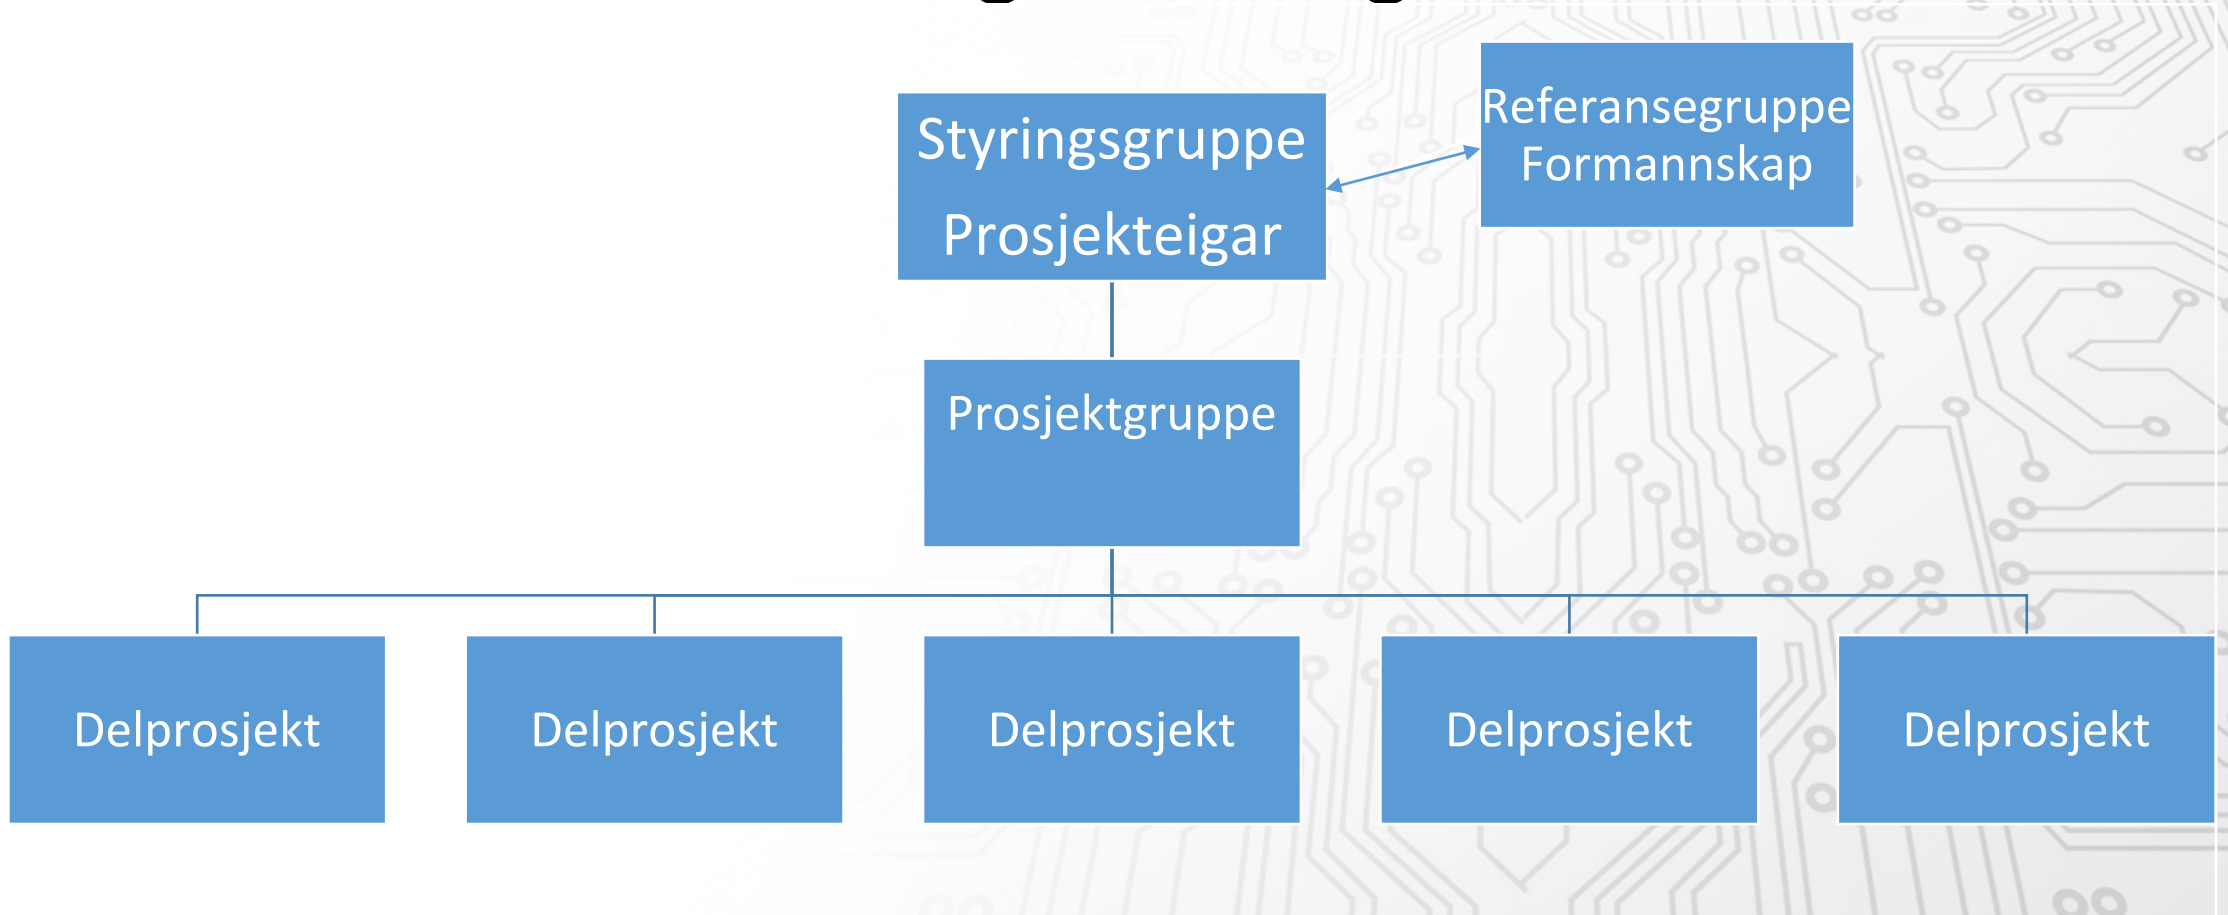 Styringsgruppe
Prosjekteigar
Referansegruppe
Formannskap
Prosjektgruppe
Delprosjekt
Delprosjekt
Delprosjekt
Delprosjekt
Delprosjekt